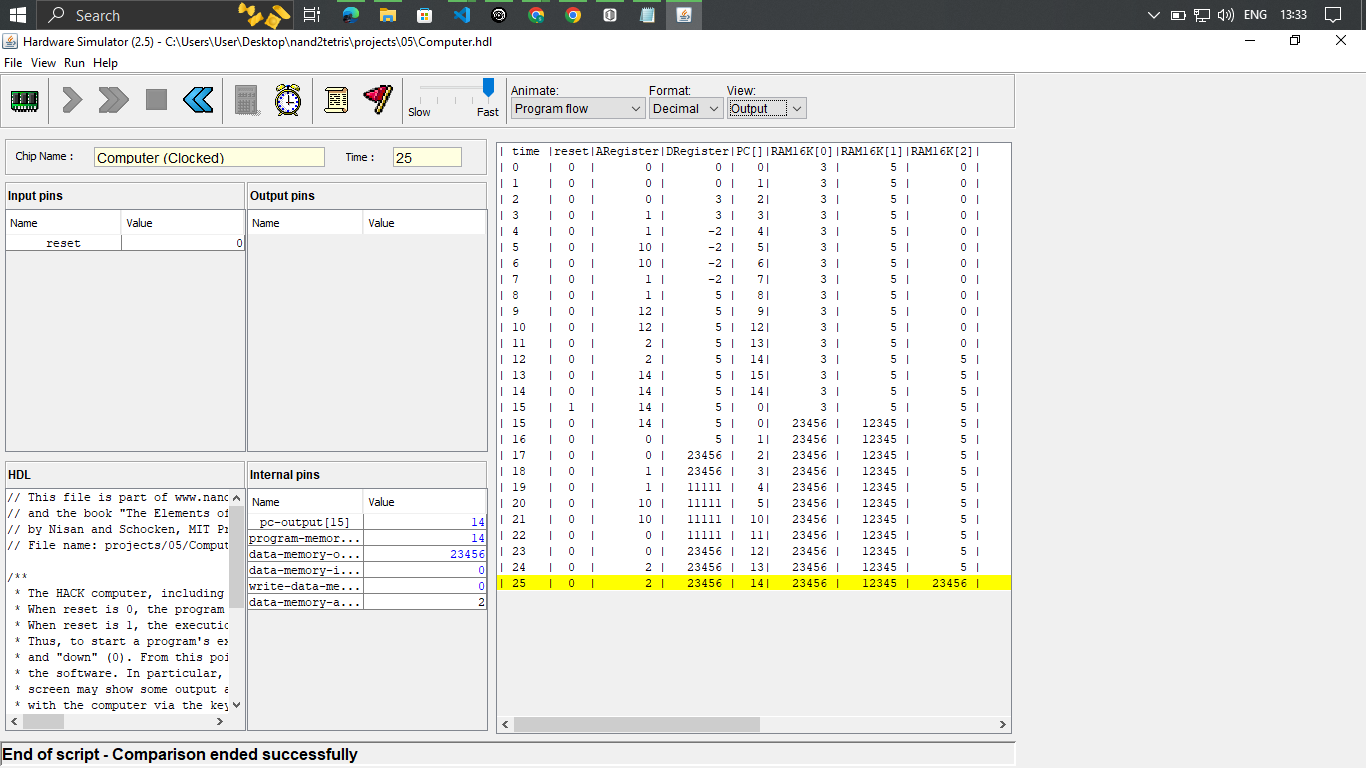 Search
ENG
13:33
Hardware Simulator (2.5) - C:\Users\User\Desktop\nand2tetris\projects\05\Computer.hdl
File View Run Help
Slow
Fast
Animate:
Program flow
Format:
Decimal
View:
Output
Chip Name :
Computer (Clocked)
Time :
25
Input pins
Name Value
reset 0
Output pins
Name Value
HDL
// This file is part of www.nand
// and the book "The Elements of
// by Nisan and Schocken, MIT Pr
// File name: projects/05/Comput
/**
* The HACK computer, including
* When reset is 0, the program
* When reset is 1, the executio
* Thus, to start a program's ex
* and "down" (0). From this poi
* the software. In particular,
* screen may show some output a
* with the computer via the key
Internal pins
Name Value
pc-output[15] 14
program-memor... 14
data-memory-o... 23456
data-memory-i... 0
write-data-me... 0
data-memory-a... 2
| time |reset|ARegister|DRegister|PC[]|RAM16K[0]|RAM16K[1]|RAM16K[2]|
| 0 | 0 | 0 | 0 | 0| 3 | 5 | 0 |
| 1 | 0 | 0 | 0 | 1| 3 | 5 | 0 |
| 2 | 0 | 0 | 3 | 2| 3 | 5 | 0 |
| 3 | 0 | 1 | 3 | 3| 3 | 5 | 0 |
| 4 | 0 | 1 | -2 | 4| 3 | 5 | 0 |
| 5 | 0 | 10 | -2 | 5| 3 | 5 | 0 |
| 6 | 0 | 10 | -2 | 6| 3 | 5 | 0 |
| 7 | 0 | 1 | -2 | 7| 3 | 5 | 0 |
| 8 | 0 | 1 | 5 | 8| 3 | 5 | 0 |
| 9 | 0 | 12 | 5 | 9| 3 | 5 | 0 |
| 10 | 0 | 12 | 5 | 12| 3 | 5 | 0 |
| 11 | 0 | 2 | 5 | 13| 3 | 5 | 0 |
| 12 | 0 | 2 | 5 | 14| 3 | 5 | 5 |
| 13 | 0 | 14 | 5 | 15| 3 | 5 | 5 |
| 14 | 0 | 14 | 5 | 14| 3 | 5 | 5 |
| 15 | 1 | 14 | 5 | 0| 3 | 5 | 5 |
| 15 | 0 | 14 | 5 | 0| 23456 | 12345 | 5 |
| 16 | 0 | 0 | 5 | 1| 23456 | 12345 | 5 |
| 17 | 0 | 0 | 23456 | 2| 23456 | 12345 | 5 |
| 18 | 0 | 1 | 23456 | 3| 23456 | 12345 | 5 |
| 19 | 0 | 1 | 11111 | 4| 23456 | 12345 | 5 |
| 20 | 0 | 10 | 11111 | 5| 23456 | 12345 | 5 |
| 21 | 0 | 10 | 11111 | 10| 23456 | 12345 | 5 |
| 22 | 0 | 0 | 11111 | 11| 23456 | 12345 | 5 |
| 23 | 0 | 0 | 23456 | 12| 23456 | 12345 | 5 |
| 24 | 0 | 2 | 23456 | 13| 23456 | 12345 | 5 |
| 25 | 0 | 2 | 23456 | 14| 23456 | 12345 | 23456 |
End of script - Comparison ended successfully